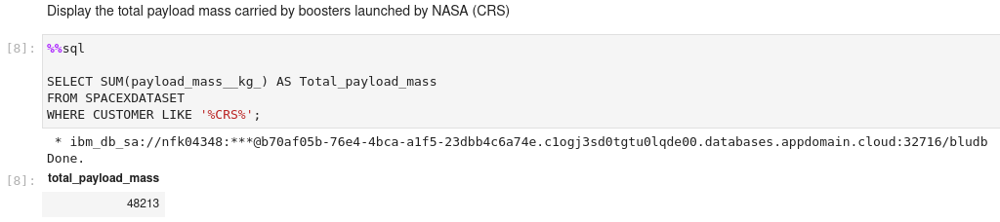 Display the total payload mass carried by boosters launched by NASA (CRS)
[8]: %%sql
SELECT SUM(payload_mass__kg_) AS Total_payload_mass
FROM SPACEXDATASET
WHERE CUSTOMER LIKE '%CRS%';
* ibm_db_sa://nfk04348:***@b70af05b-76e4-4bca-a1f5-23dbb4c6a74e.c1ogj3sd0tgtu0lqde00.databases.appdomain.cloud:32716/bludb
Done.
[8]: total_payload_mass
48213